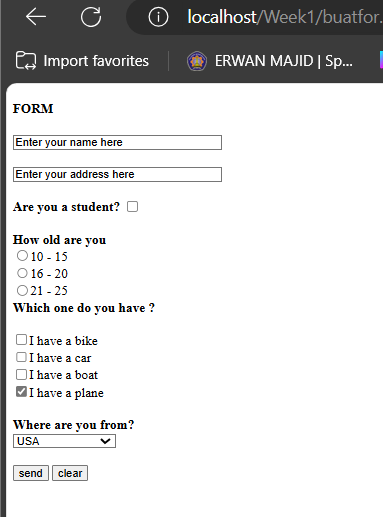 localhost/Week1/buatfor.
Import favorites
ERWAN MAJID | Sp...
FORM
Enter your name here
Enter your address here
Are you a student?
How old are you
10 - 15
16 - 20
21 - 25
Which one do you have ?
I have a bike
I have a car
I have a boat
I have a plane
Where are you from?
USA
send clear